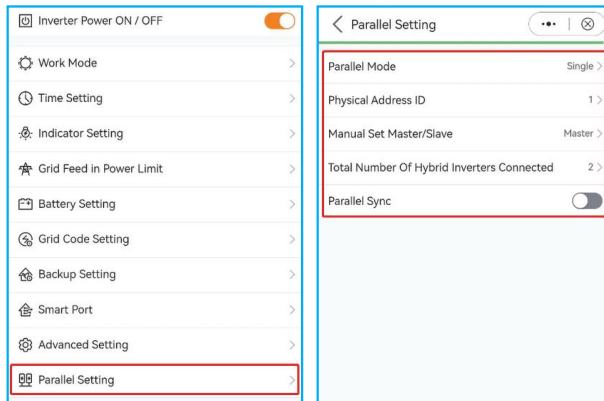 Inverter Power ON / OFF
Work Mode
Time Setting
Indicator Setting
Grid Feed in Power Limit
Battery Setting
Grid Code Setting
Backup Setting
Smart Port
Advanced Setting
Parallel Setting
Parallel Setting
Parallel Mode Single
Physical Address ID 1
Manual Set Master/Slave Master
Total Number Of Hybrid Inverters Connected 2
Parallel Sync